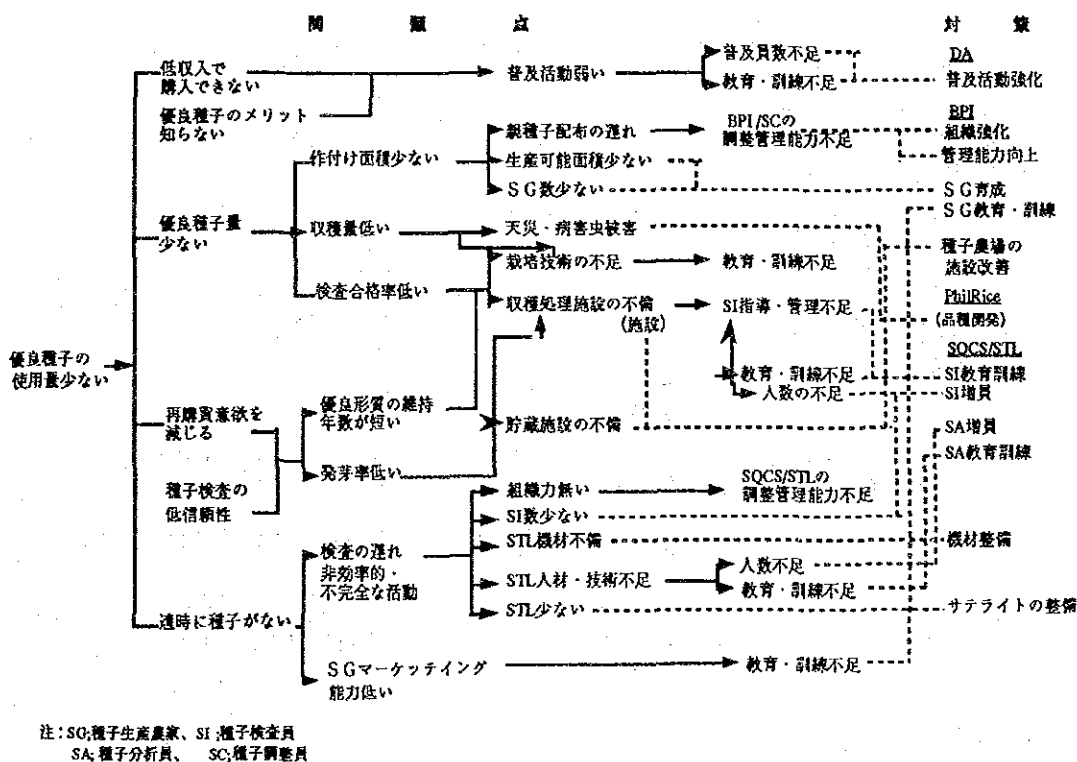 問 題 点 対 策
低収入で
購入できない
優良種子のメリット
知らない
普及活動弱い
普及員数不足
教育・訓練不足
DA
普及活動強化
作付け面積少ない
親種子配布の遅れ
BPI/SCの
調整管理能力不足
BPI
組織強化
管理能力向上
生産可能面積少ない
SG数少ない
SG育成
SG教育・訓練
優良種子量
少ない
収穫量低い
天災・病害虫被害
栽培技術の不足
教育・訓練不足
種子農場の
施設改善
検査合格率低い
収穫処理施設の不備
(施設)
SI指導・管理不足
PhilRice
(品種開発)
優良種子の
使用量少ない
SQCS/STL
教育・訓練不足
SI教育訓練
人数の不足
SI増員
再購買意欲を
減じる
優良形質の維持
年数が短い
貯蔵施設の不備
SA増員
SA教育訓練
発芽率低い
種子検査の
低信頼性
組織力無い
SQCS/STLの
調整管理能力不足
SI数少ない
検査の遅れ
非効率的・
不完全な活動
STL機材不備
機材整備
STL人材・技術不足
人数不足
教育・訓練不足
適時に種子がない
STL少ない
サテライトの整備
SGマーケッテイング
能力低い
教育・訓練不足
注:SG;種子生産農家、SI;種子検査員
SA;種子分析員、 SC;種子調整員